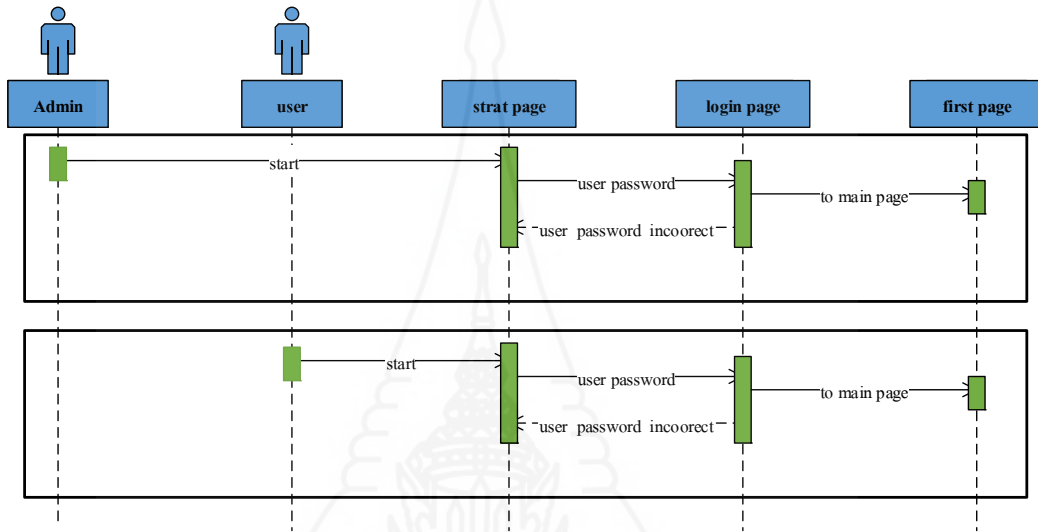 Admin
user
strat page
login page
first page
start
user password
to main page
user password incoorect
start
user password
to main page
user password incoorect